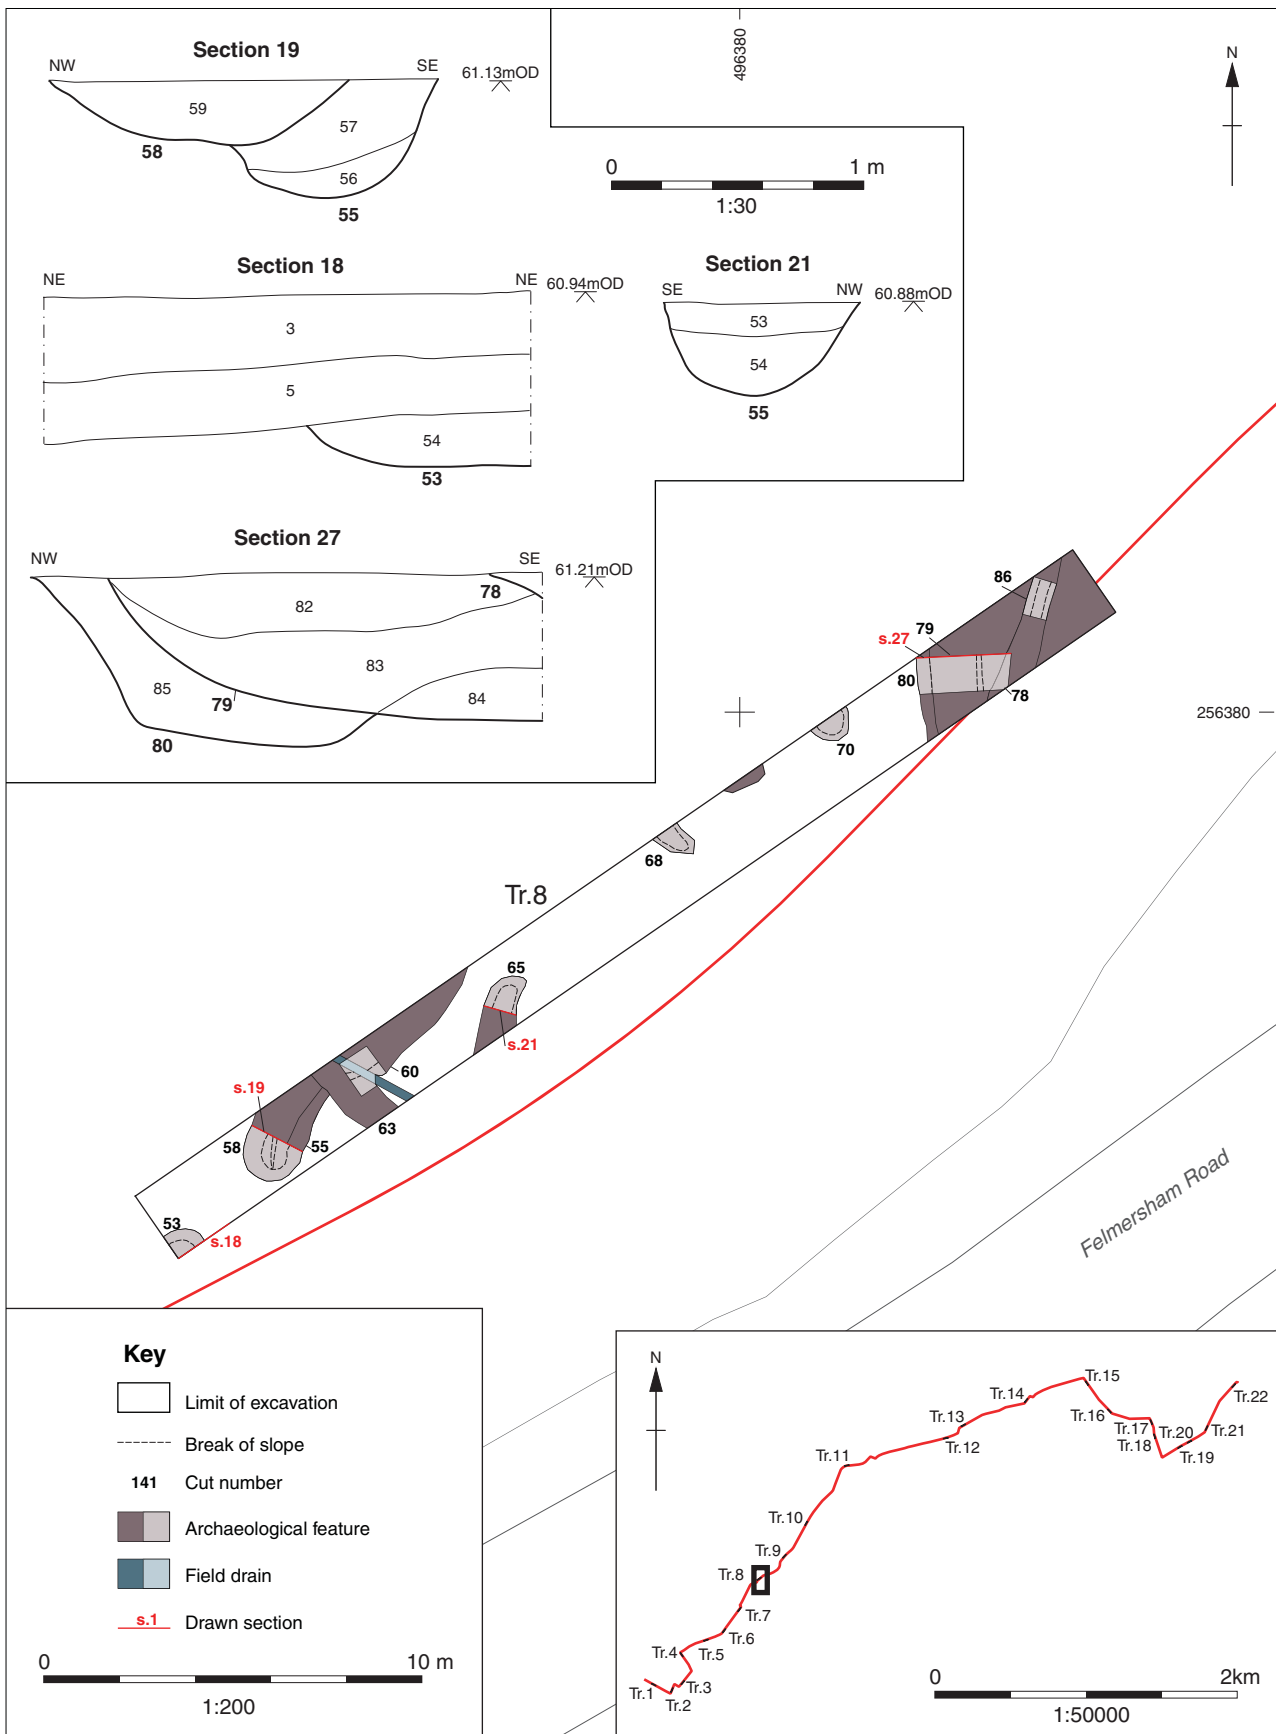 Section 19
NW
SE
61.13mOD
59
57
58
56
55
496380
N
0
1 m
1:30
Section 18
NE
NE
60.94mOD
3
5
54
53
Section 21
SE
NW
60.88mOD
53
54
55
Section 27
NW
SE
61.21mOD
78
82
83
85
84
79
80
86
79
s.27
80
78
256380
70
68
Tr.8
65
s.21
60
s.19
63
58
55
53
s.18
Felmersham Road
Key
Limit of excavation
Break of slope
141 Cut number
Archaeological feature
Field drain
s.1 Drawn section
0
10 m
1:200
N
Tr.15
Tr.22
Tr.14
Tr.16
Tr.13
Tr.17
Tr.20
Tr.21
Tr.12
Tr.18
Tr.19
Tr.11
Tr.10
Tr.9
Tr.8
Tr.7
Tr.6
Tr.4
Tr.5
Tr.3
Tr.1
Tr.2
0
2km
1:50000